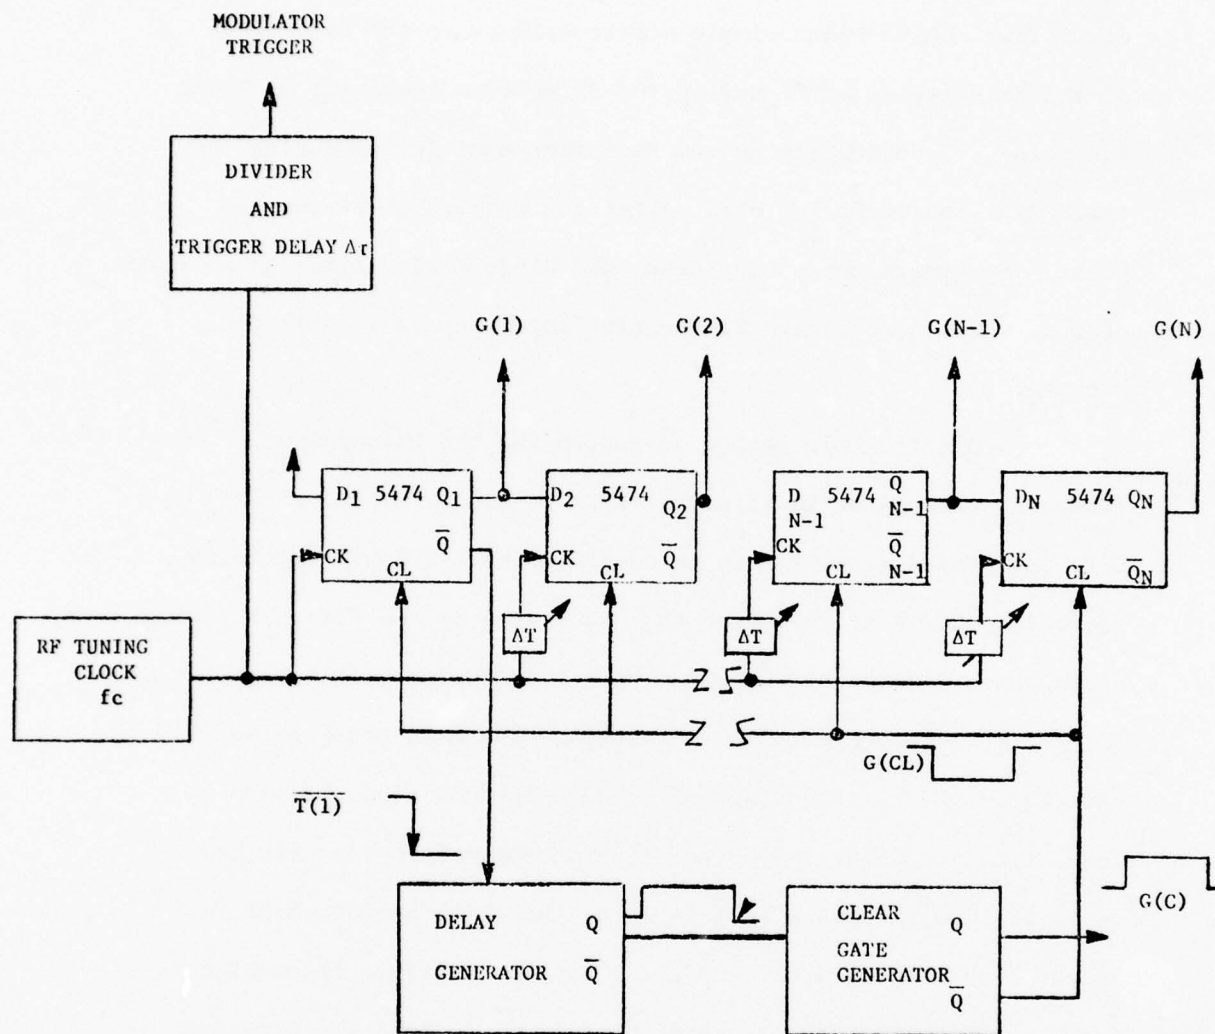 MODULATOR
TRIGGER
DIVIDER
AND
TRIGGER DELAY Δτ
G(1)
G(2)
G(N-1)
G(N)
D1 5474 Q1
Q̅
CK
CL
D2 5474
Q2
Q̅
CK
CL
D N-1 5474 Q N-1
CK
Q̅ N-1
CL
DN 5474 QN
CK
CL Q̅N
ΔT
ΔT
ΔT
RF TUNING
CLOCK
fc
G(CL)
T(1)̅
DELAY Q
GENERATOR Q̅
CLEAR
GATE Q
GENERATOR
Q̅
G(C)